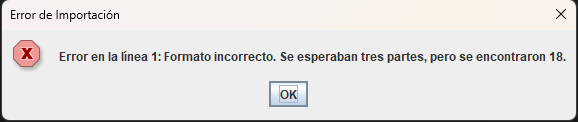 Error de Importación
Error en la línea 1: Formato incorrecto. Se esperaban tres partes, pero se encontraron 18.
OK